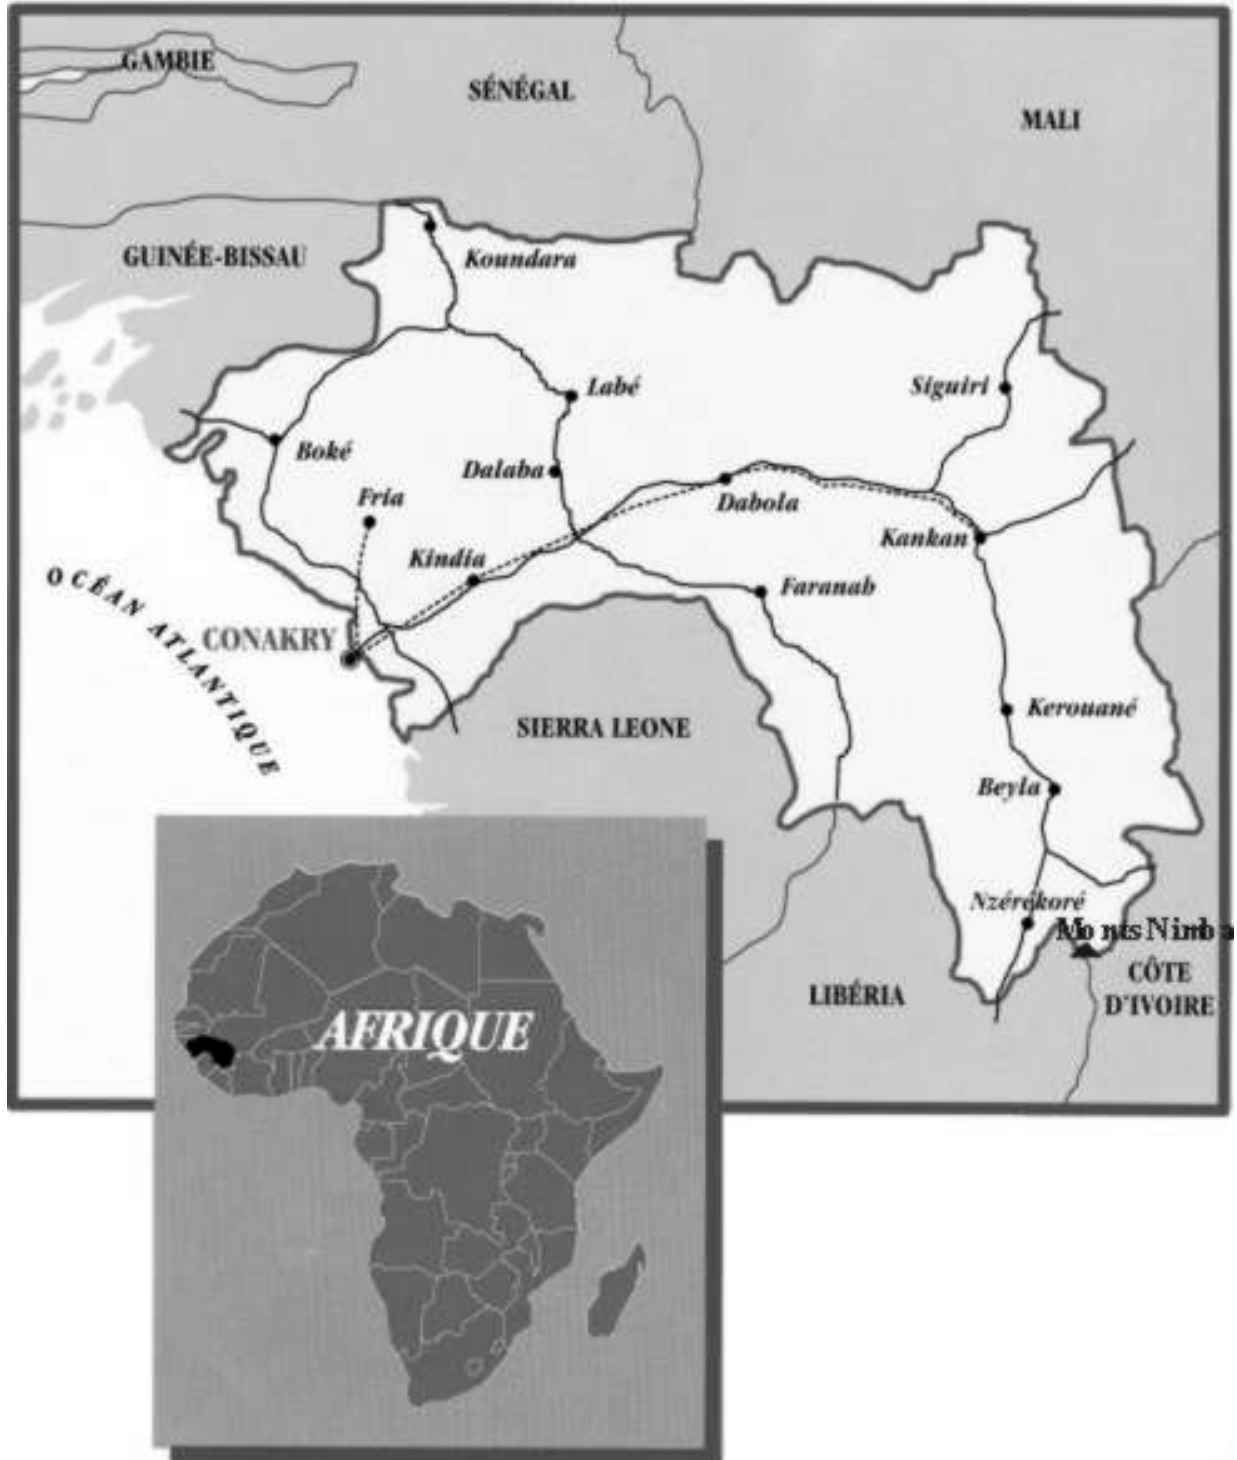 GAMBIE
SÉNÉGAL
MALI
GUINÉE-BISSAU
Koundara
Labé
Siguiri
Boké
Dalaba
Fria
Dabola
Kankan
Kindia
Faranah
OCÉAN ATLANTIQUE
CONAKRY
SIERRA LEONE
Kerouané
Beyla
Nzérékoré
Monts Nimba
LIBÉRIA
CÔTE
D'IVOIRE
AFRIQUE